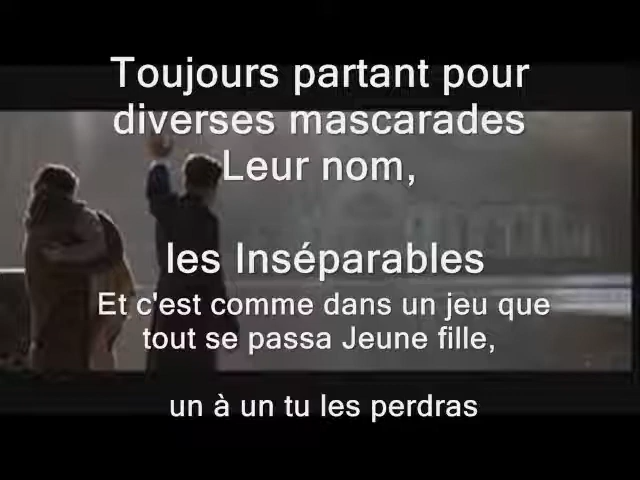 Toujours partant pour
diverses mascarades
Leur nom,
les Inséparables
Et c'est comme dans un jeu que
tout se passa Jeune fille,
un à un tu les perdras